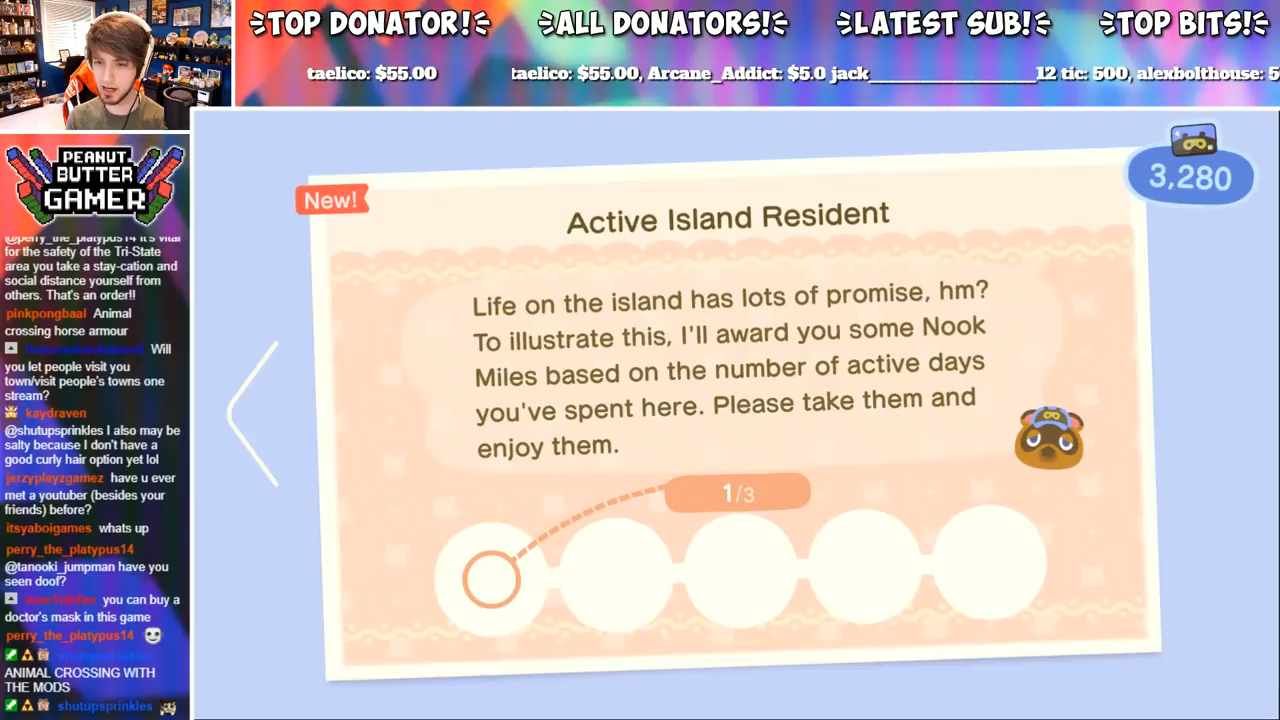 TOP DONATOR!
ALL DONATORS!
LATEST SUB!
TOP BITS!
taelico: $55.00
taelico: $55.00, Arcane_Addict: $5.0
jack_
12
tic: 500, alexbolthouse: 5
PEANUT
BUTTER
GAMER
@perry_the_platypus14 it's vital
for the safety of the Tri-State
area you take a stay-cation and
social distance yourself from
others. That's an order!!
pinkpongbaal Animal
crossing horse armour
Will
you let people visit you
town/visit people's towns one
stream?
kaydraven
@shutupsprinkles I also may be
salty because I don't have a
good curly hair option yet lol
jerzyplayzgamez have u ever
met a youtuber (besides your
friends) before?
itsyaboigames whats up
perry_the_platypus14
@tanooki_jumpman have you
seen doof?
you can buy a
doctor's mask in this game
perry_the_platypus14
shutupsprinkles
ANIMAL CROSSING WITH
THE MODS
shutupsprinkles
3,280
New!
Active Island Resident
Life on the island has lots of promise, hm?
To illustrate this, I'll award you some Nook
Miles based on the number of active days
you've spent here. Please take them and
enjoy them.
1/3